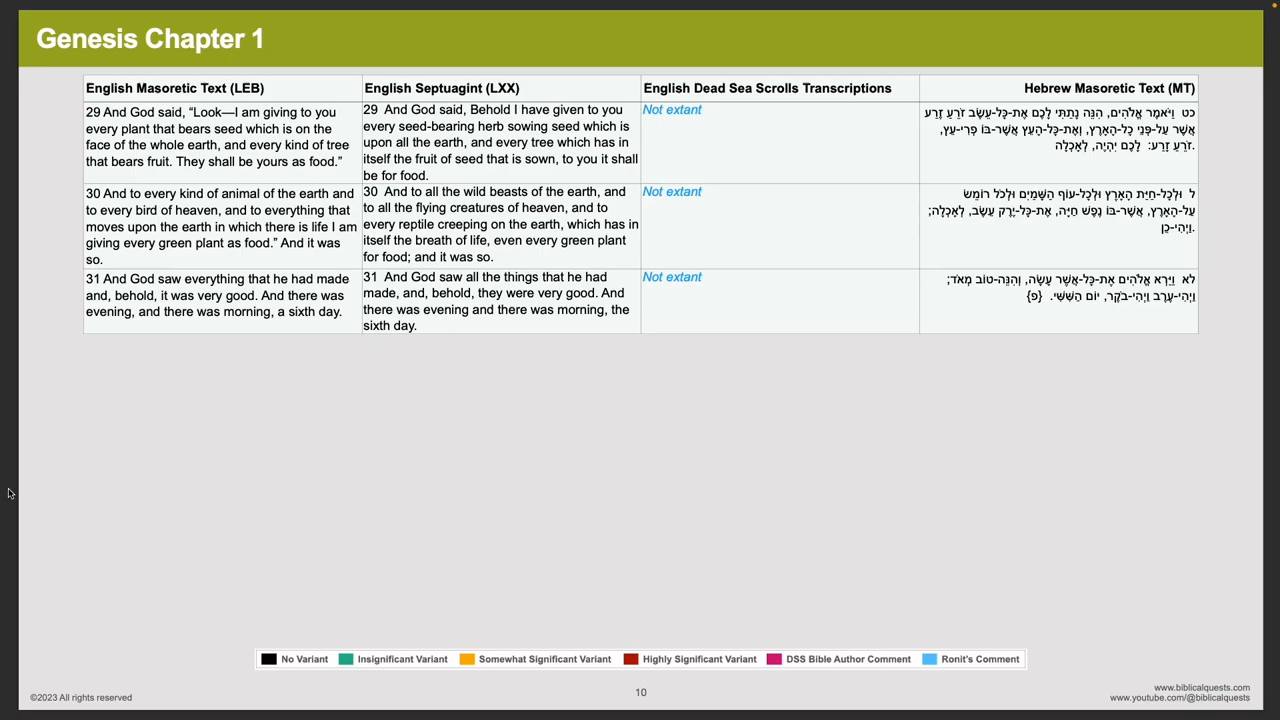 Genesis Chapter 1
English Masoretic Text (LEB)
English Septuagint (LXX)
English Dead Sea Scrolls Transcriptions
Hebrew Masoretic Text (MT)
29 And God said, “Look—I am giving to you
every plant that bears seed which is on the
face of the whole earth, and every kind of tree
that bears fruit. They shall be yours as food.”
29 And God said, Behold I have given to you
every seed-bearing herb sowing seed which is
upon all the earth, and every tree which has in
itself the fruit of seed that is sown, to you it shall
be for food.
Not extant
כט וַיֹּאמֶר אֱלֹהִים, הִנֵּה נָתַתִּי לָכֶם אֶת-כָּל-עֵשֶׂב זֹרֵעַ זֶרַע
אֲשֶׁר עַל-פְּנֵי כָל-הָאָרֶץ, וְאֶת-כָּל-הָעֵץ אֲשֶׁר-בּוֹ פְרִי-עֵץ,
זֹרֵעַ זָרַע: לָכֶם יִהְיֶה, לְאָכְלָה.
30 And to every kind of animal of the earth and
to every bird of heaven, and to everything that
moves upon the earth in which there is life I am
giving every green plant as food.” And it was
so.
30 And to all the wild beasts of the earth, and
to all the flying creatures of heaven, and to
every reptile creeping on the earth, which has in
itself the breath of life, even every green plant
for food; and it was so.
Not extant
ל וּלְכָל-חַיַּת הָאָרֶץ וּלְכָל-עוֹף הַשָּׁמַיִם וּלְכֹל רוֹמֵשׂ
עַל-הָאָרֶץ, אֲשֶׁר-בּוֹ נֶפֶשׁ חַיָּה, אֶת-כָּל-יֶרֶק עֵשֶׂב, לְאָכְלָה;
וַיְהִי-כֵן.
31 And God saw everything that he had made
and, behold, it was very good. And there was
evening, and there was morning, a sixth day.
31 And God saw all the things that he had
made, and, behold, they were very good. And
there was evening and there was morning, the
sixth day.
Not extant
לא וַיַּרְא אֱלֹהִים אֶת-כָּל-אֲשֶׁר עָשָׂה, וְהִנֵּה-טוֹב מְאֹד;
וַיְהִי-עֶרֶב וַיְהִי-בֹקֶר, יוֹם הַשִּׁשִּׁי. {פ}
No Variant
Insignificant Variant
Somewhat Significant Variant
Highly Significant Variant
DSS Bible Author Comment
Ronit's Comment
©2023 All rights reserved
10
www.biblicalquests.com
www.youtube.com/@biblicalquests